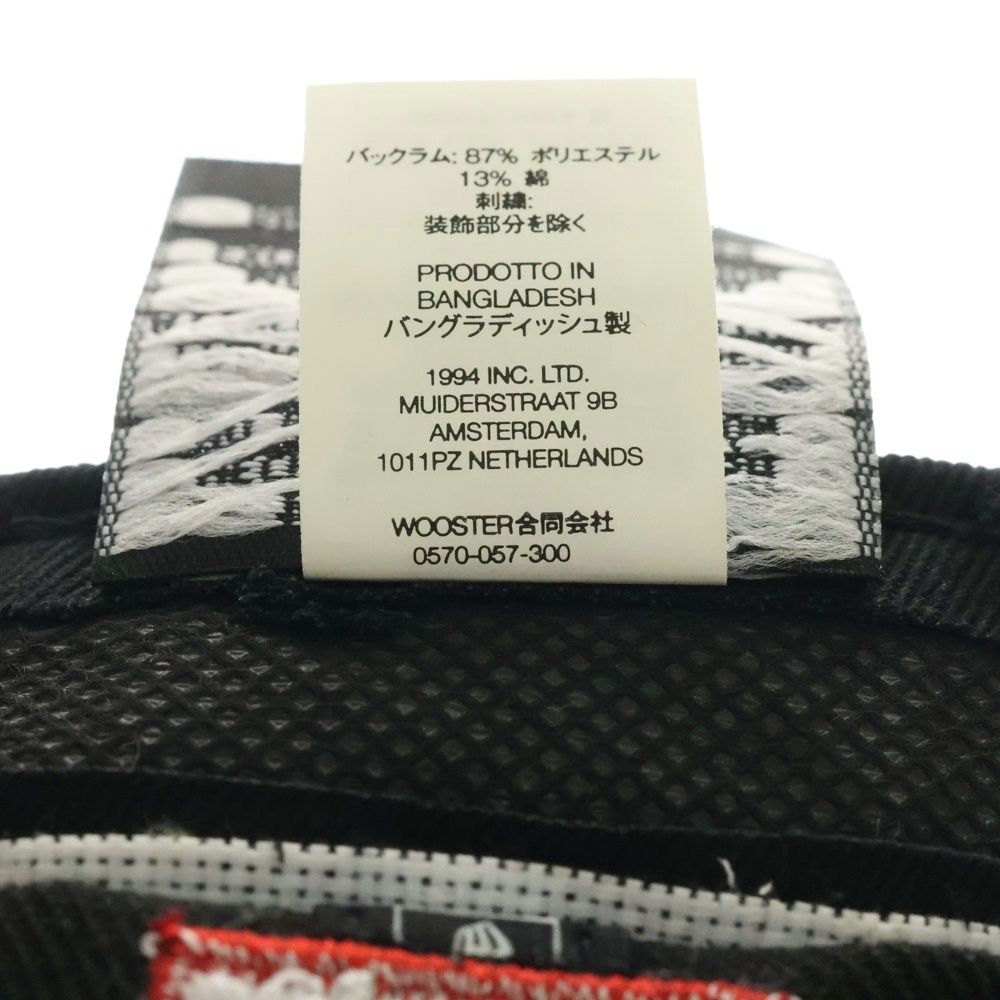 バックラム: 87% ポリエステル
13% 綿
刺繍:
装飾部分を除く
PRODOTTO IN
BANGLADESH
バングラディッシュ製
1994 INC. LTD.
MUIDERSTRAAT 9B
AMSTERDAM,
1011PZ NETHERLANDS
WOOSTER合同会社
0570-057-300